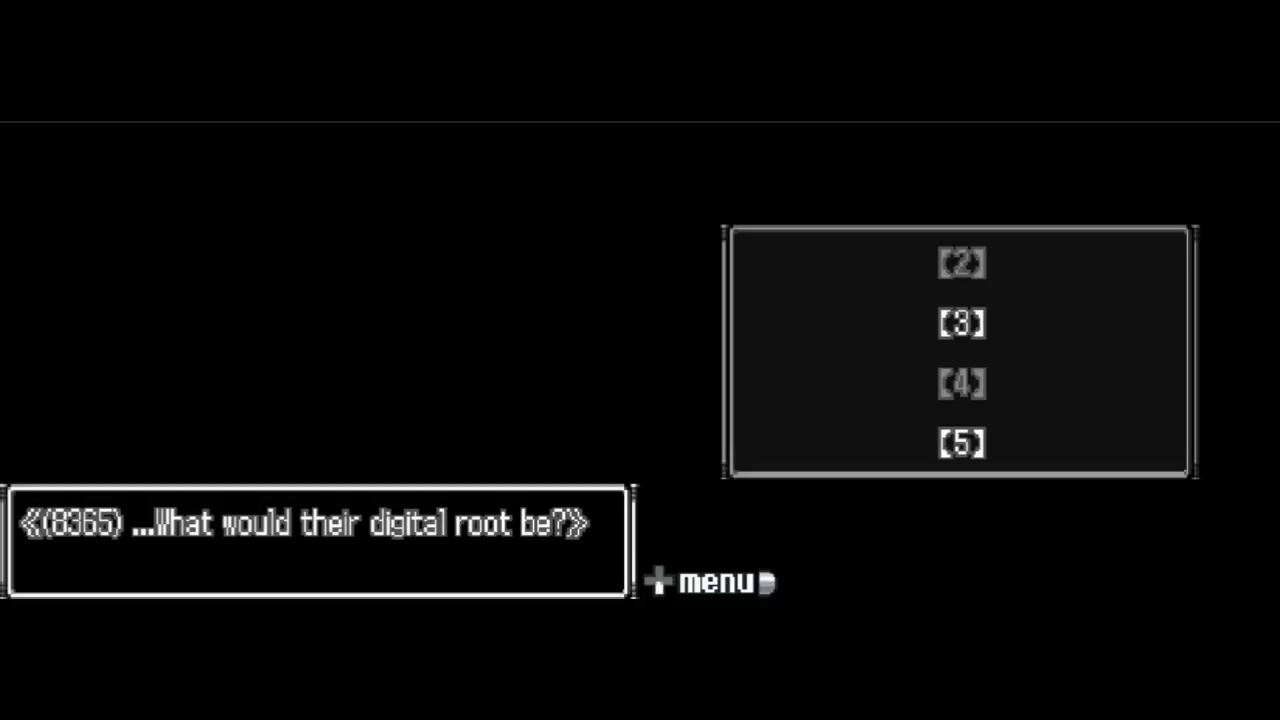 【2】
【3】
【4】
【5】
《(8365) ...What would their digital root be?》
menu